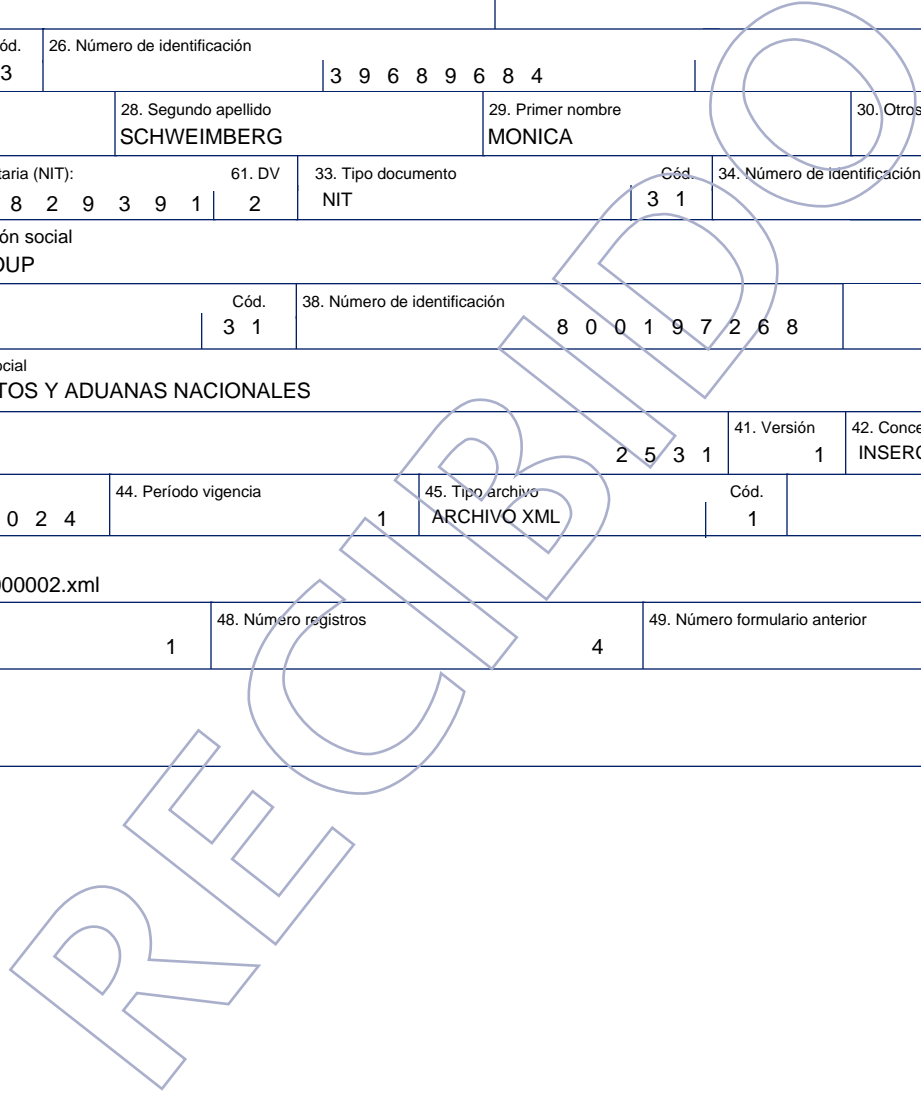 ód. 26. Número de identificación
3 3 9 6 8 9 6 8 4
28. Segundo apellido 29. Primer nombre 30. Otros
SCHWEIMBERG MONICA
taria (NIT): 61. DV 33. Tipo documento Cód. 34. Número de identificación
8 2 9 3 9 1 2 NIT 3 1
ón social
OUP
Cód. 38. Número de identificación
3 1 8 0 0 1 9 7 2 6 8
ocial
TOS Y ADUANAS NACIONALES
41. Versión 42. Conce
2 5 3 1 1 INSERC
44. Período vigencia 45. Tipo archivo Cód.
0 2 4 1 ARCHIVO XML 1
000002.xml
48. Número registros 49. Número formulario anterior
1 4
RECIBIDO